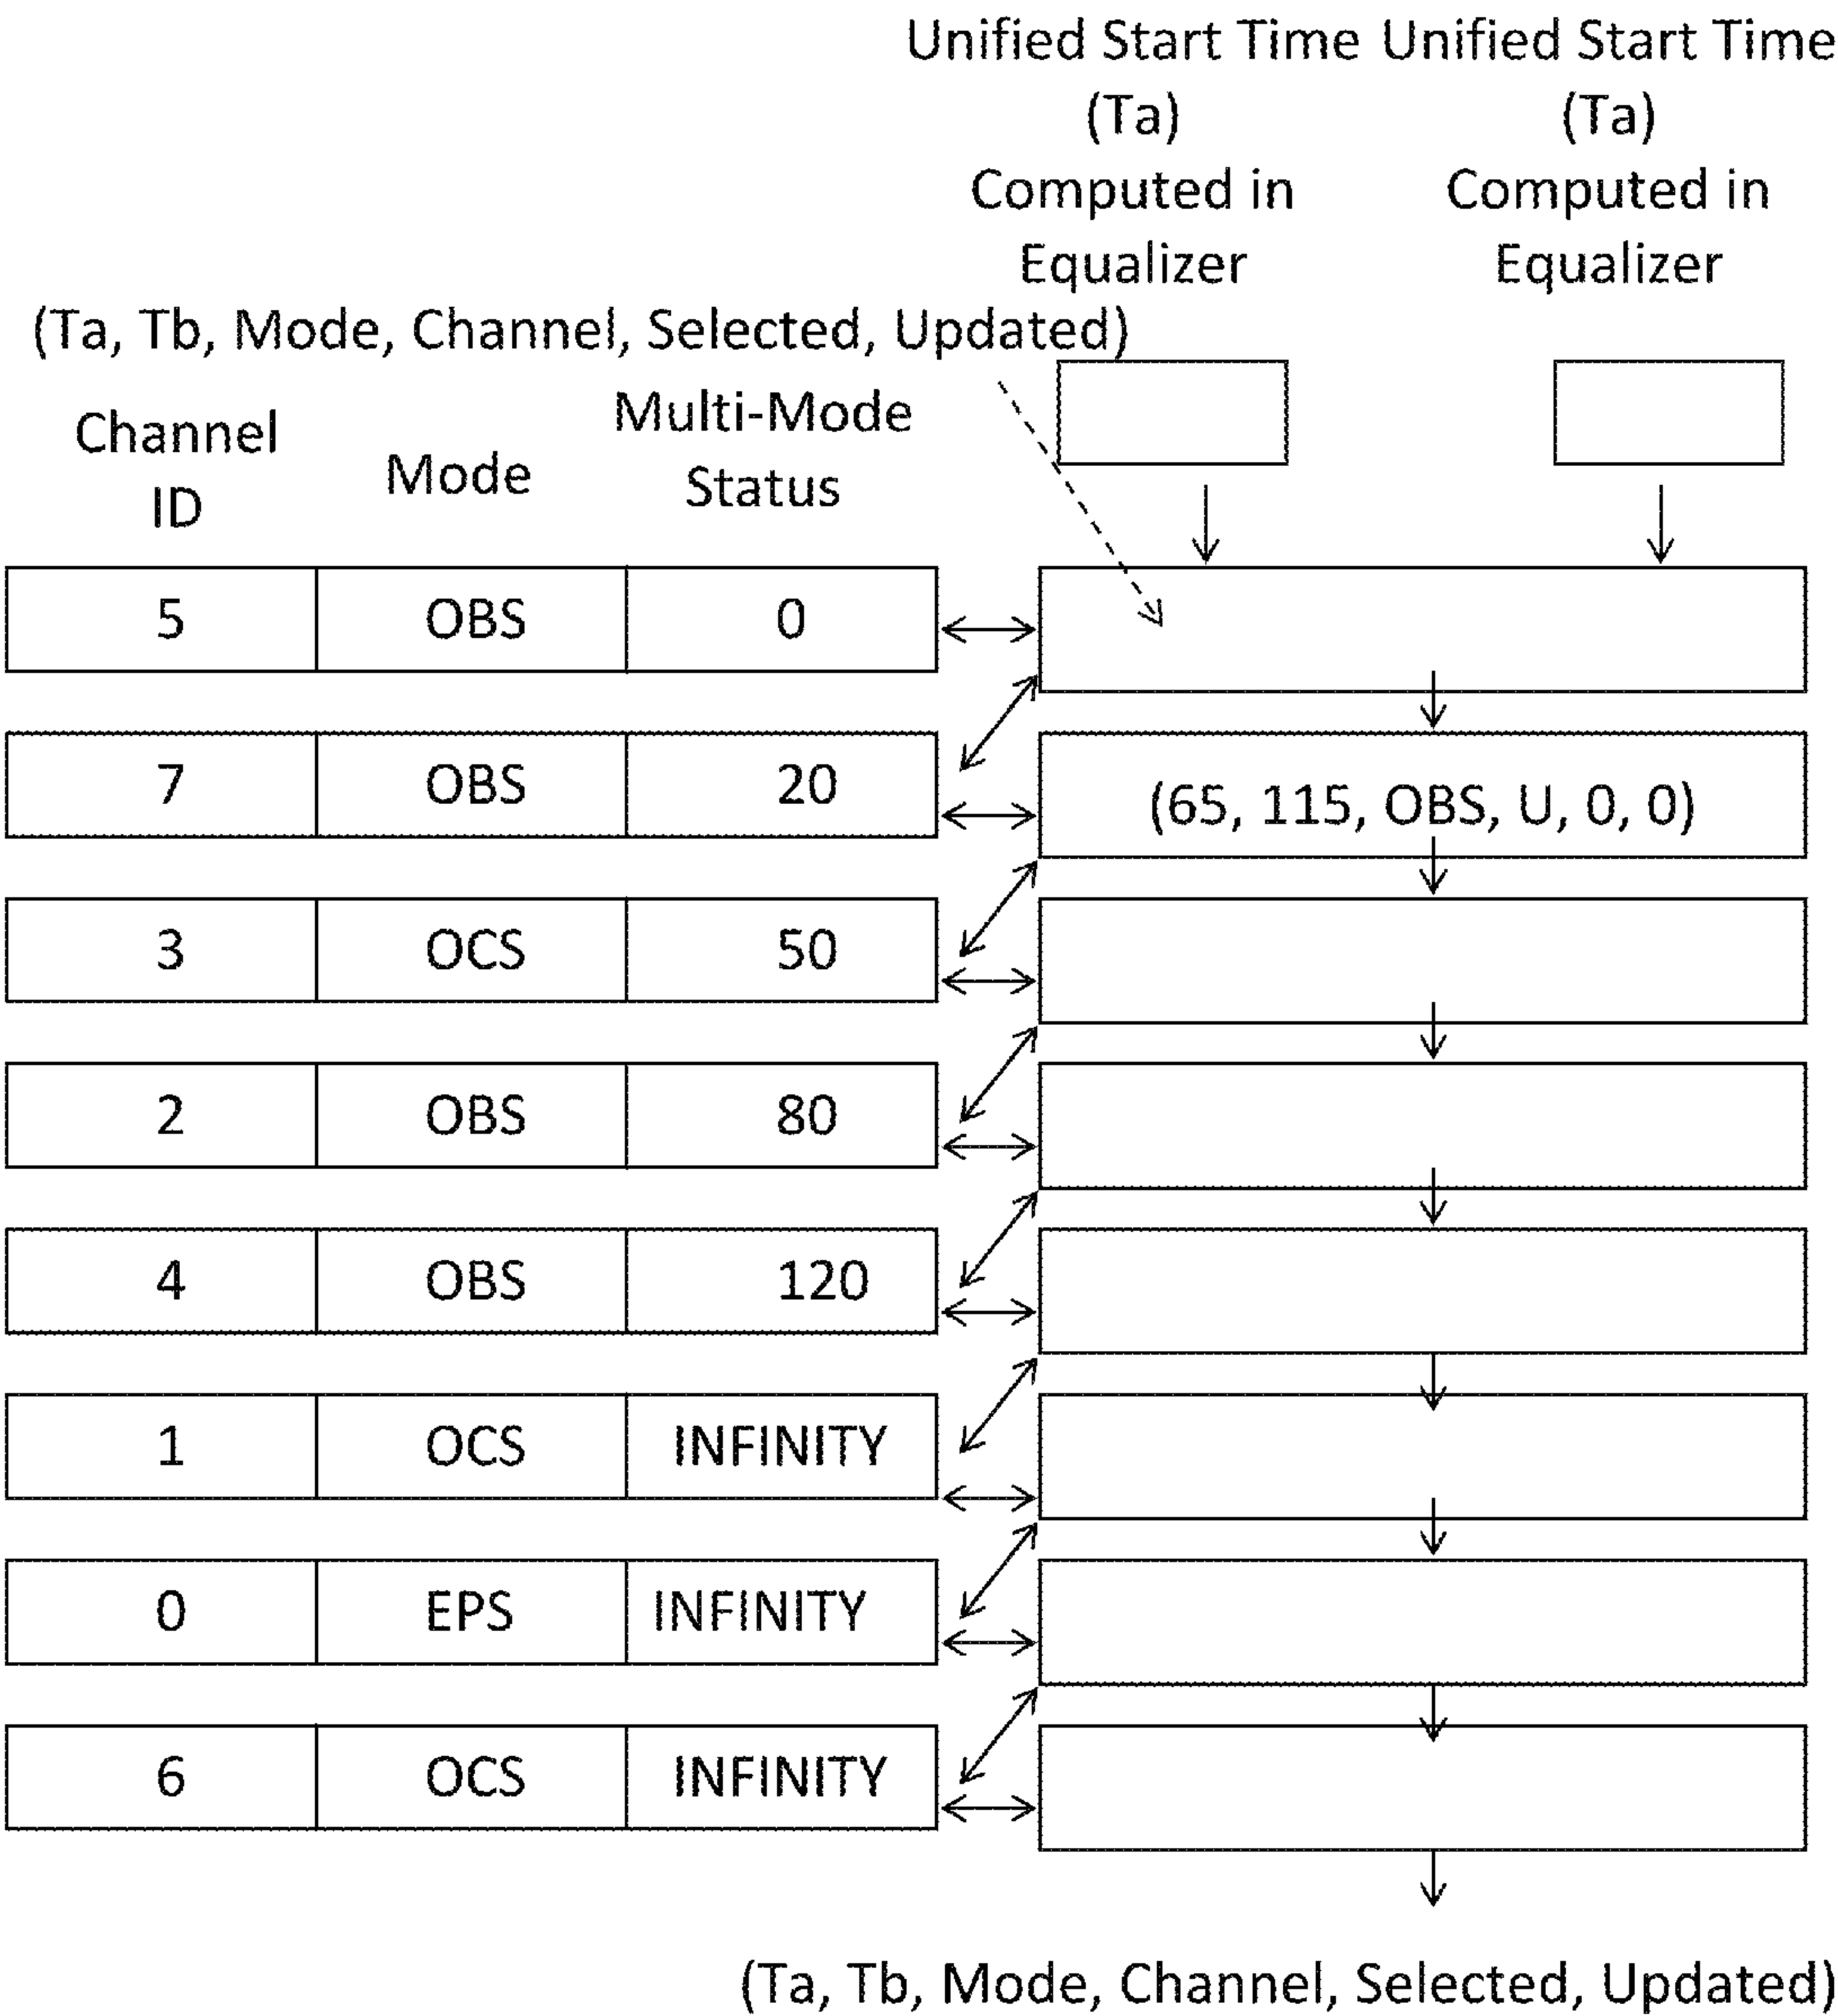 Unified Start Time Unified Start Time
(Ta) (Ta)
Computed in Computed in
Equalizer Equalizer
(Ta, Tb, Mode, Channel, Selected, Updated)
Channel
ID
Mode
Multi-Mode
Status
5 OBS 0
7 OBS 20 (65, 115, OBS, U, 0, 0)
3 OCS 50
2 OBS 80
4 OBS 120
1 OCS INFINITY
0 EPS INFINITY
6 OCS INFINITY
(Ta, Tb, Mode, Channel, Selected, Updated)